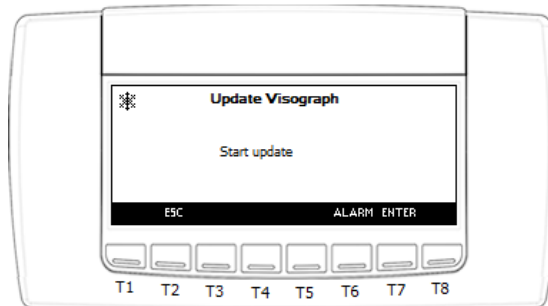 Update Visograph
Start update
ESC ALARM ENTER
T1 T2 T3 T4 T5 T6 T7 T8